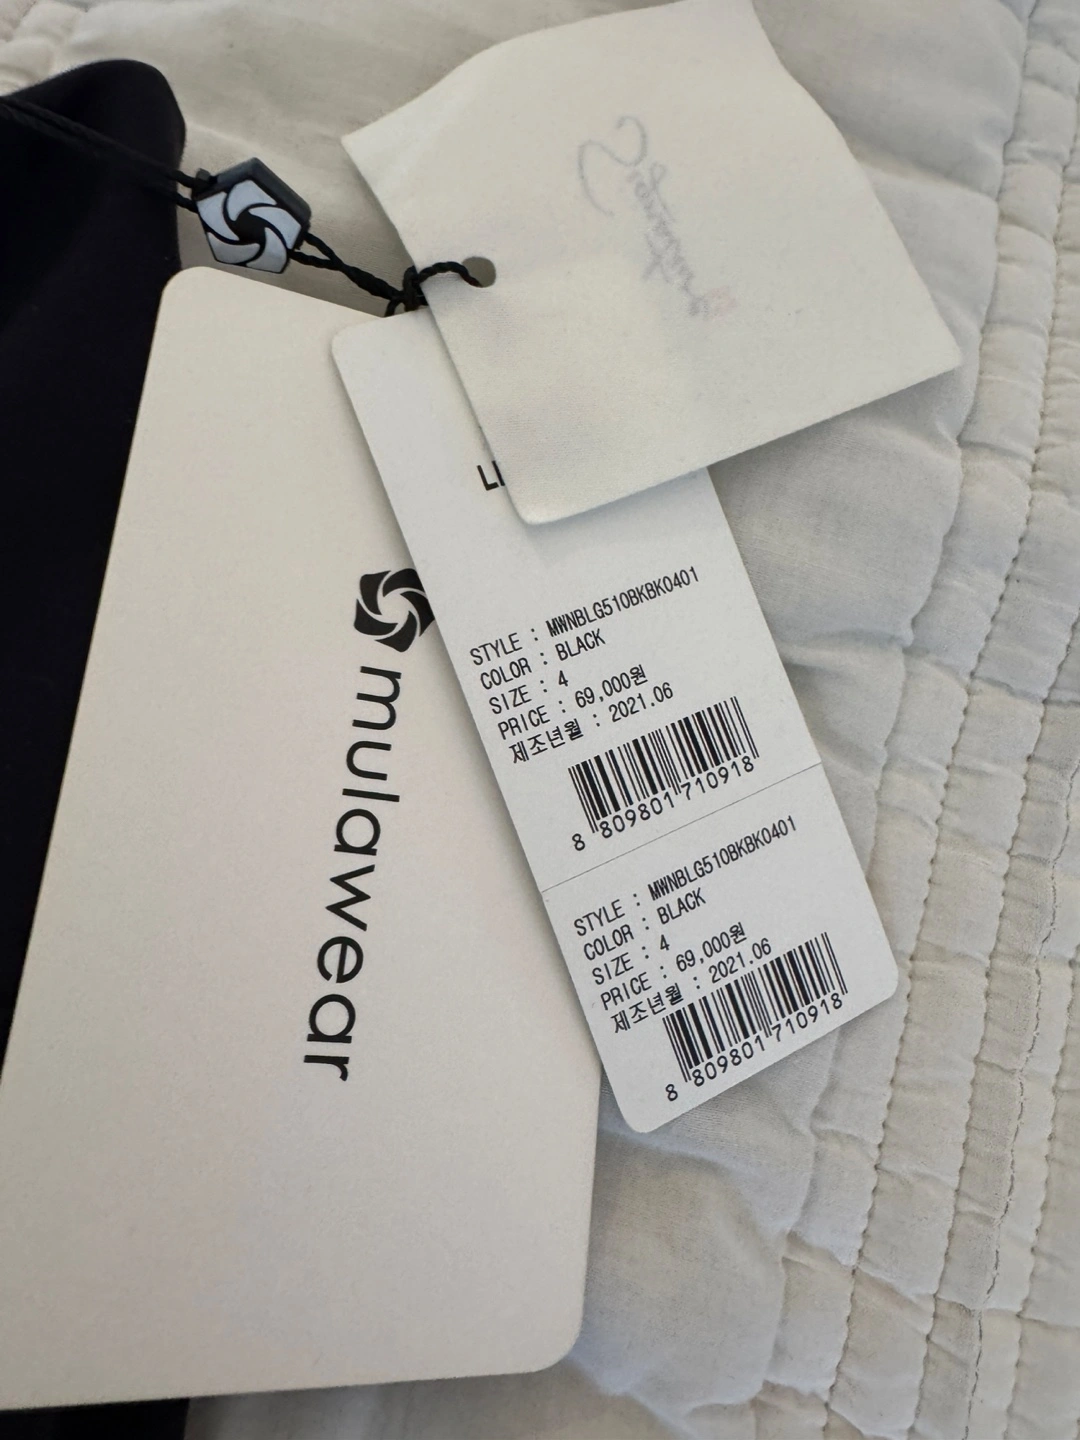 mulawear
STYLE : MWNBLG510BKBK0401
COLOR : BLACK
SIZE : 4
PRICE : 69,000원
제조년월 : 2021.06
8 809801 710918
STYLE : MWNBLG510BKBK0401
COLOR : BLACK
SIZE : 4
PRICE : 69,000원
제조년월 : 2021.06
8 809801 710918